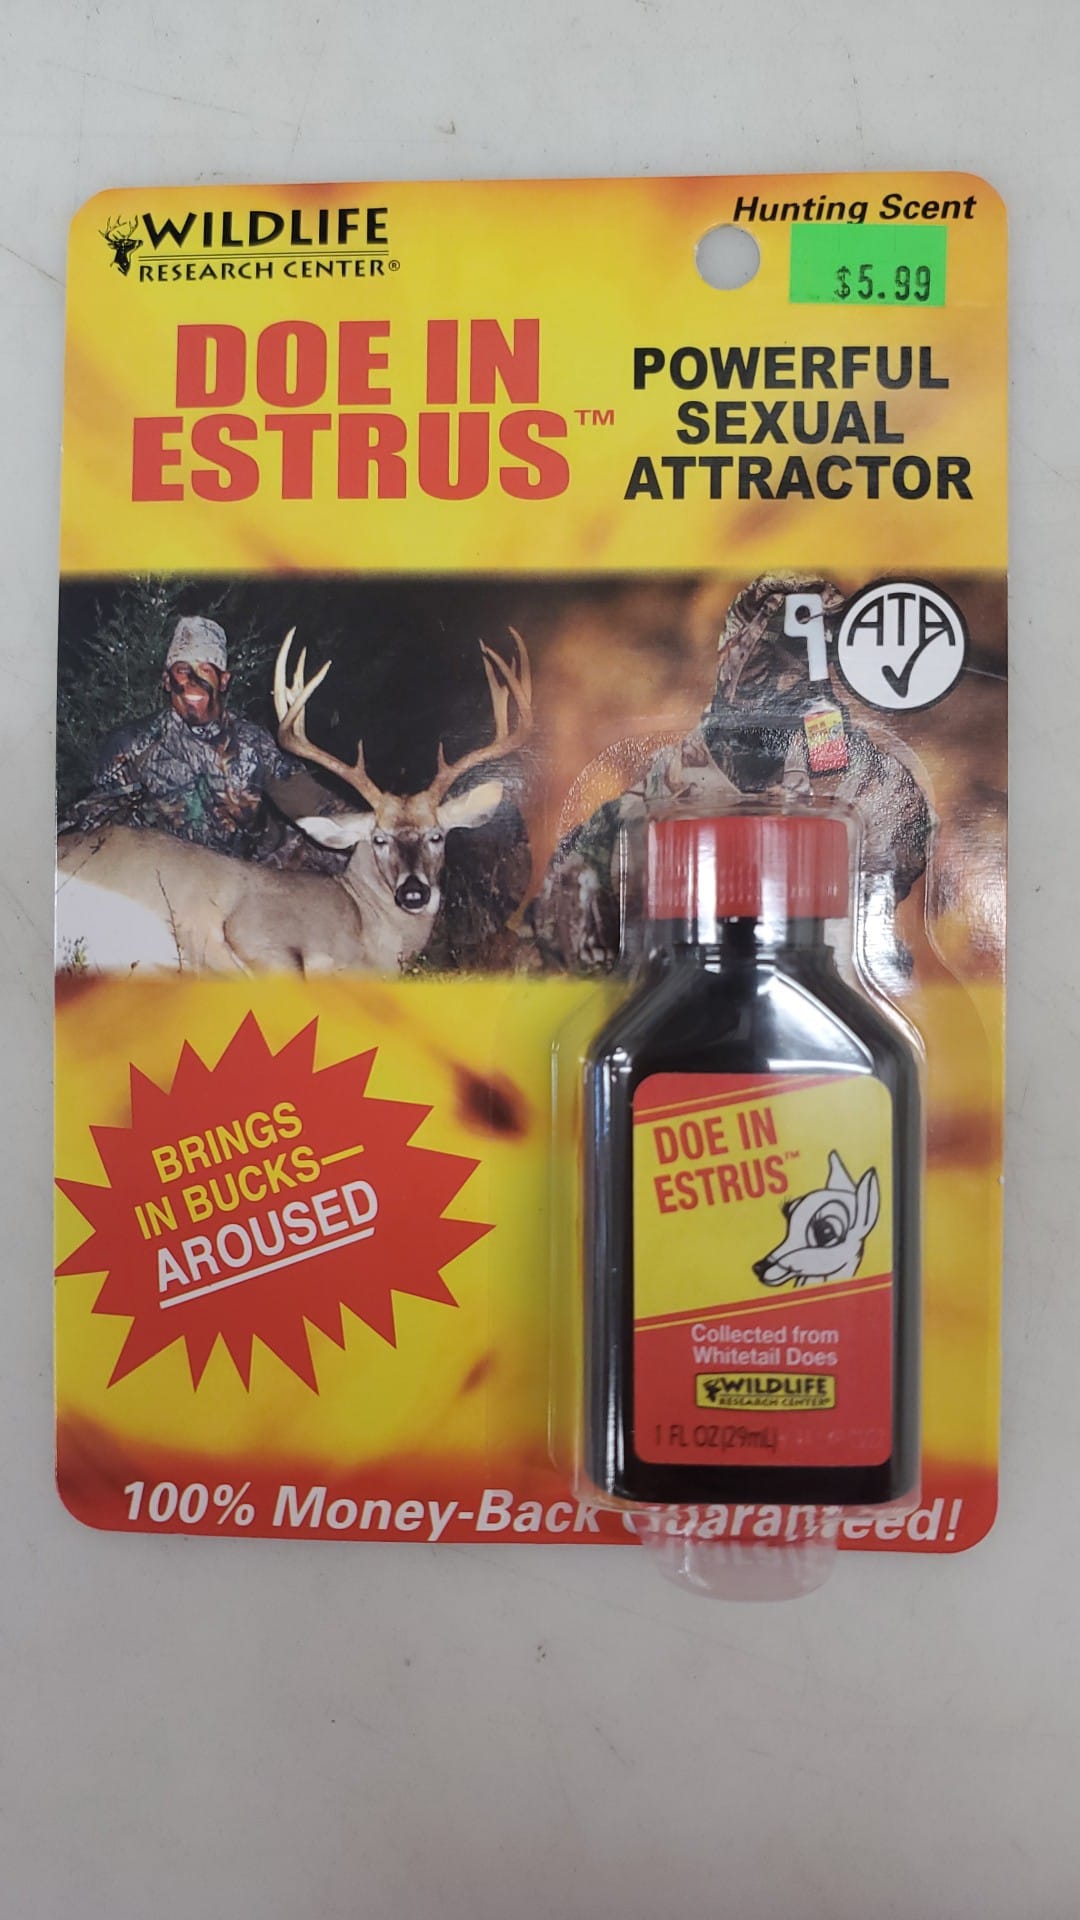 WILDLIFE
RESEARCH CENTER®
Hunting Scent
$5.99
DOE IN
ESTRUS™
POWERFUL
SEXUAL
ATTRACTOR
ATA
BRINGS
IN BUCKS—
AROUSED
DOE IN
ESTRUS™
Collected from
Whitetail Does
WILDLIFE
RESEARCH CENTER®
1 FL OZ (29mL)
100% Money-Back Guaranteed!